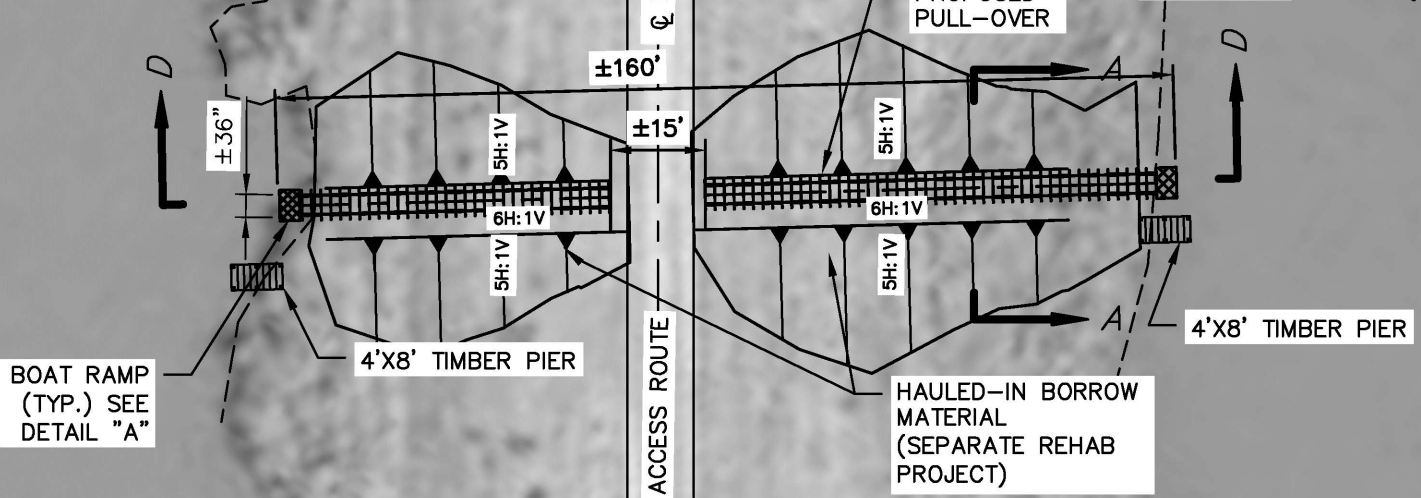 PULL-OVER
℄
D
D
±160'
A
±36"
5H:1V
±15'
5H:1V
6H:1V
6H:1V
5H:1V
5H:1V
A
4'X8' TIMBER PIER
4'X8' TIMBER PIER
BOAT RAMP
(TYP.) SEE
DETAIL "A"
ACCESS ROUTE
HAULED-IN BORROW
MATERIAL
(SEPARATE REHAB
PROJECT)